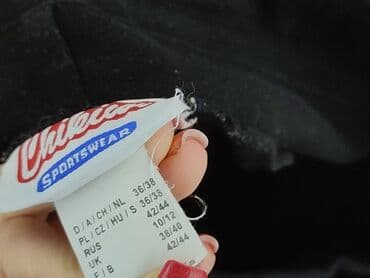 SPORTSWEAR
D/A/CH/NL 36/38
PL/CZ/HU/S 36/38
RUS 42/44
UK 10/12
F/B 38/40
42/44